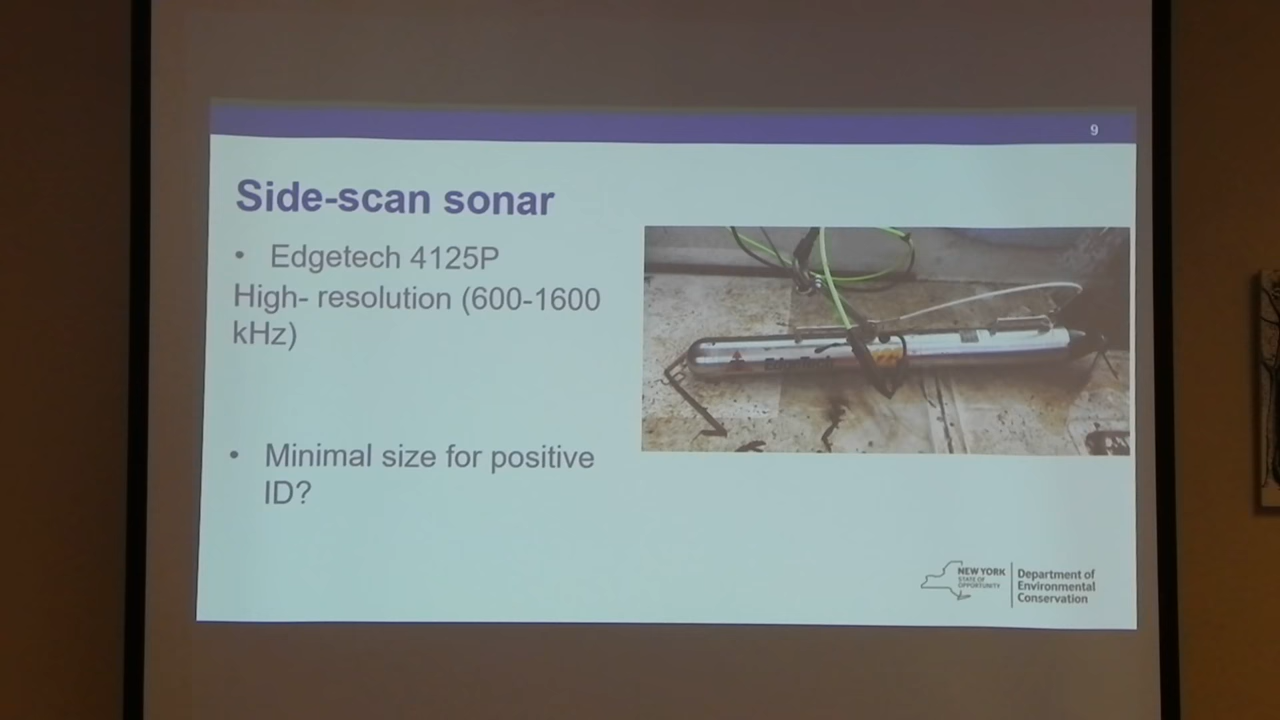 9
Side-scan sonar
• Edgetech 4125P
High- resolution (600-1600
kHz)
• Minimal size for positive
ID?
EdgeTech
NEW YORK
STATE OF
OPPORTUNITY
Department of
Environmental
Conservation